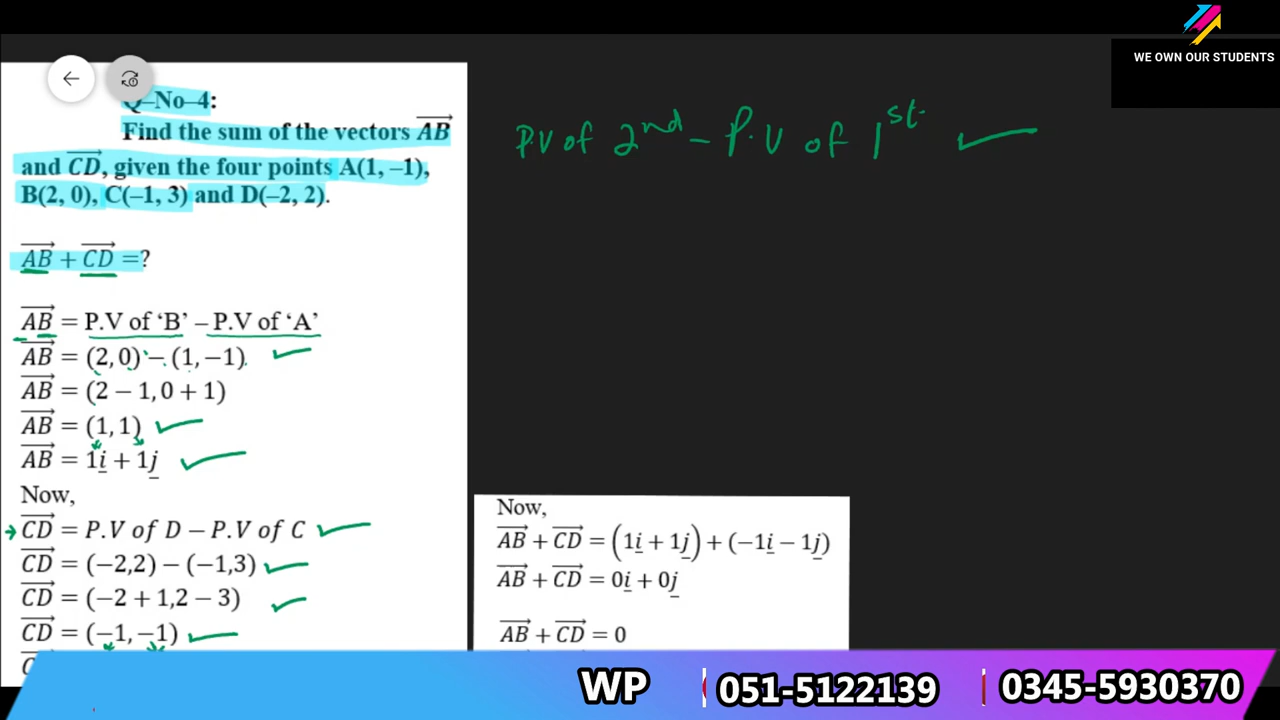 WE OWN OUR STUDENTS
Q–No–4:
Find the sum of the vectors AB
and CD, given the four points A(1, –1),
B(2, 0), C(–1, 3) and D(–2, 2).
AB + CD =?
AB = P.V of ‘B’ – P.V of ‘A’
AB = (2, 0) – (1, –1)
AB = (2 – 1, 0 + 1)
AB = (1, 1)
AB = 1i + 1j
Now,
CD = P.V of D – P.V of C
CD = (–2,2) – (–1,3)
CD = (–2 + 1,2 – 3)
CD = (–1, –1)
P.V of 2nd – P.V of 1st
Now,
AB + CD = (1i + 1j) + (–1i – 1j)
AB + CD = 0i + 0j
AB + CD = 0
WP 051-5122139 0345-5930370